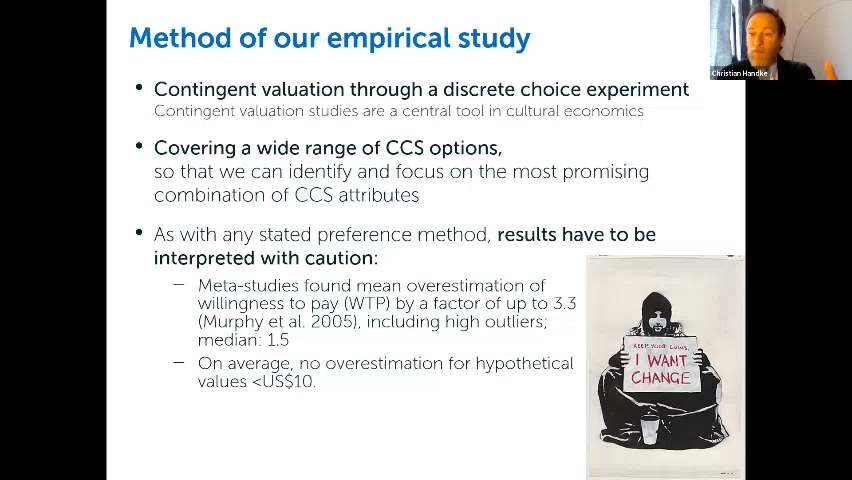 Method of our empirical study
Christian Handke
• Contingent valuation through a discrete choice experiment
Contingent valuation studies are a central tool in cultural economics
• Covering a wide range of CCS options,
so that we can identify and focus on the most promising
combination of CCS attributes
• As with any stated preference method, results have to be
interpreted with caution:
– Meta-studies found mean overestimation of
willingness to pay (WTP) by a factor of up to 3.3
(Murphy et al. 2005), including high outliers;
median: 1.5
– On average, no overestimation for hypothetical
values <US$10.
KEEP YOUR COINS,
I WANT
CHANGE